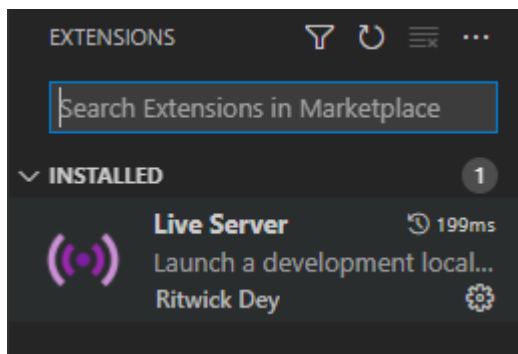 EXTENSIONS
Search Extensions in Marketplace
INSTALLED 1
Live Server 199ms
Launch a development local...
Ritwick Dey